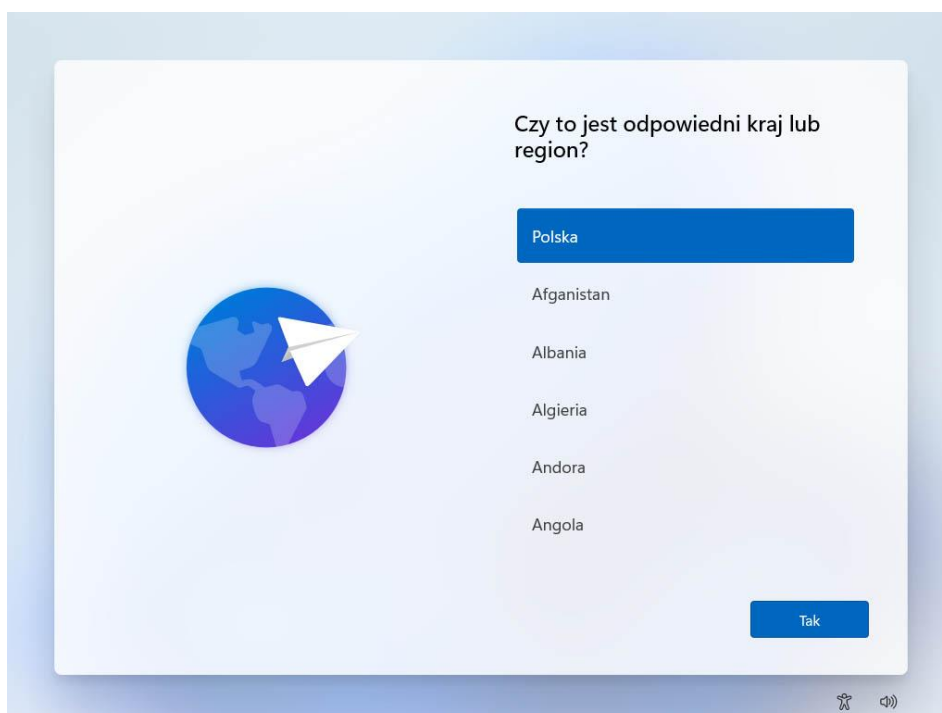 Czy to jest odpowiedni kraj lub
region?
Polska
Afganistan
Albania
Algieria
Andora
Angola
Tak